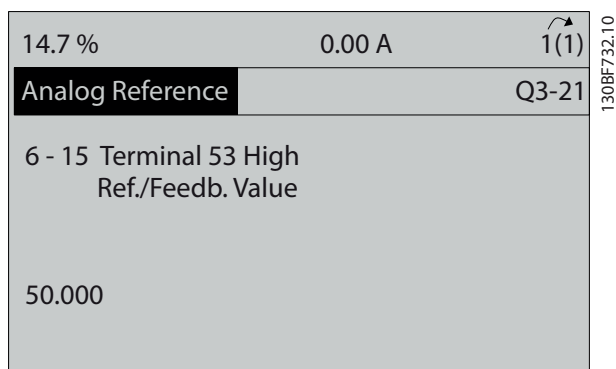 14.7 % 0.00 A 1(1)
Analog Reference Q3-21
6 - 15 Terminal 53 High
Ref./Feedb. Value
50.000
130BF732.10